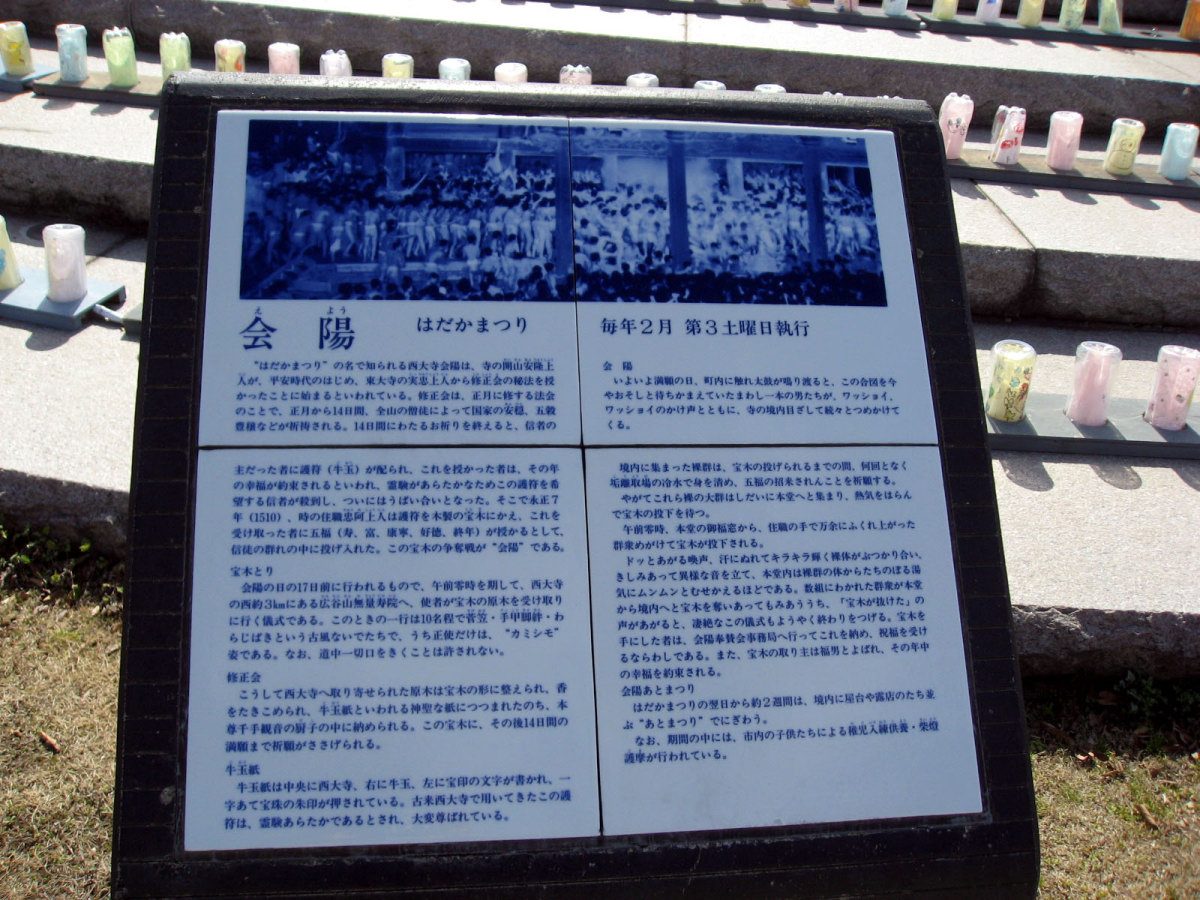 会陽 はだかまつり
え よう
"はだかまつり"の名で知られる西大寺会陽は、寺の開山安隆上
人が、平安時代のはじめ、東大寺の実忠上人から修正会の秘法を授
かったことに始まるといわれる。修正会は、正月に修する法会
のことで、正月から14日間、全山の僧徒によって国家の安穏、五穀
豊穣などが祈祷される。14日間にわたるお祈りを終えると、信者の
主だった者に護符（牛玉）が配られ、これを授かった者は、その年
の幸福が約束されるといわれ、霊験があらたかなためこの護符を希
望する信者が殺到し、ついにはうばい合いとなった。そこで永正7
年（1510）、時の住職忠阿上人は護符を木製の宝木にかえ、これを
受け取った者に五福（寿、富、康寧、好徳、終年）が授かるとして、
信徒の群れの中に投げ入れた。この宝木の争奪戦が"会陽"である。
宝木とり
会陽の日の17日前に行われるもので、午前零時を期して、西大寺
の西約3kmにある広谷山無量寿院へ、使者が宝木の原木を受け取り
に行く儀式である。このときの一行は10名程で菅笠・手甲脚絆・わ
らじばきという古風ないでたちで、うち正使だけは、"カミシモ"
姿である。なお、道中一切口をきくことは許されない。
修正会
こうして西大寺へ取り寄せられた原木は宝木の形に整えられ、香
をたきこめられ、牛玉紙といわれる神聖な紙につつまれたのち、本
尊千手観音の厨子の中に納められる。この宝木に、その後14日間の
満願まで祈願がささげられる。
牛玉紙
牛玉紙は中央に西大寺、右に牛玉、左に宝印の文字が書かれ、一
字あて宝珠の朱印が押されている。古来西大寺で用いてきたこの護
符は、霊験あらたかであるとされ、大変尊ばれている。
毎年2月 第3土曜日執行
会 陽
いよいよ満願の日、町内に触れ太鼓が鳴り渡ると、この合図を今
やおそしと待ちかまえていたまわし一本の男たちが、ワッショイ、
ワッショイのかけ声とともに、寺の境内目ざして続々とつめかけて
くる。
境内に集まった裸群は、宝木の投げられるまでの間、何回となく
垢離取場の冷水で身を清め、五福の招来されんことを祈願する。
やがてこれら裸の大群はしだいに本堂へと集まり、熱気をはらん
で宝木の投下を待つ。
午前零時、本堂の御福窓から、住職の手で万余にふくれ上がった
群衆めがけて宝木が投下される。
ドッとあがる喚声、汗にぬれてキラキラ輝く裸体がぶつかり合い、
きしみあって異様な音を立て、本堂内は裸群の体からたちのぼる湯
気にムンムンとむせかえるほどである。数組にわかれた群衆が本堂
から境内へと宝木を奪いあってもみあううち、「宝木が抜けた」の
声があがると、凄絶なこの儀式もようやく終わりをつげる。宝木を
手にした者は、会陽奉賛会事務局へ行ってこれを納め、祝福を受け
るならわしである。また、宝木の取り主は福男とよばれ、その年中
の幸福を約束される。
会陽あとまつり
はだかまつりの翌日から約2週間は、境内に屋台や露店のたち並
ぶ"あとまつり"でにぎわう。
なお、期間の中には、市内の子供たちによる稚児入練供養・柴燈
護摩が行われている。